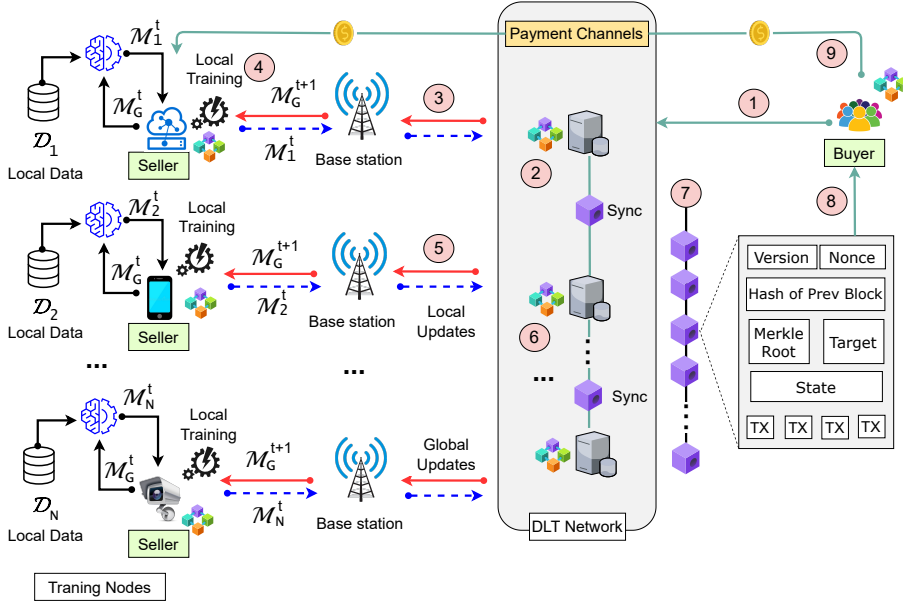 Payment Channels
$
$
9
M_1^t
Local
Training
4
M_G^{t+1}
3
1
M_G^t
M_1^t
D_1
Local Data
Seller
Base station
2
Buyer
M_2^t
Local
Training
M_G^{t+1}
5
Sync
7
8
M_G^t
M_2^t
D_2
Local Data
Seller
Base station
Local
Updates
6
Version
Nonce
Hash of Prev Block
Merkle
Root
Target
State
TX
TX
TX
TX
...
...
...
Sync
M_N^t
Local
Training
M_G^{t+1}
Global
Updates
M_G^t
M_N^t
D_N
Local Data
Seller
Base station
DLT Network
Traning Nodes